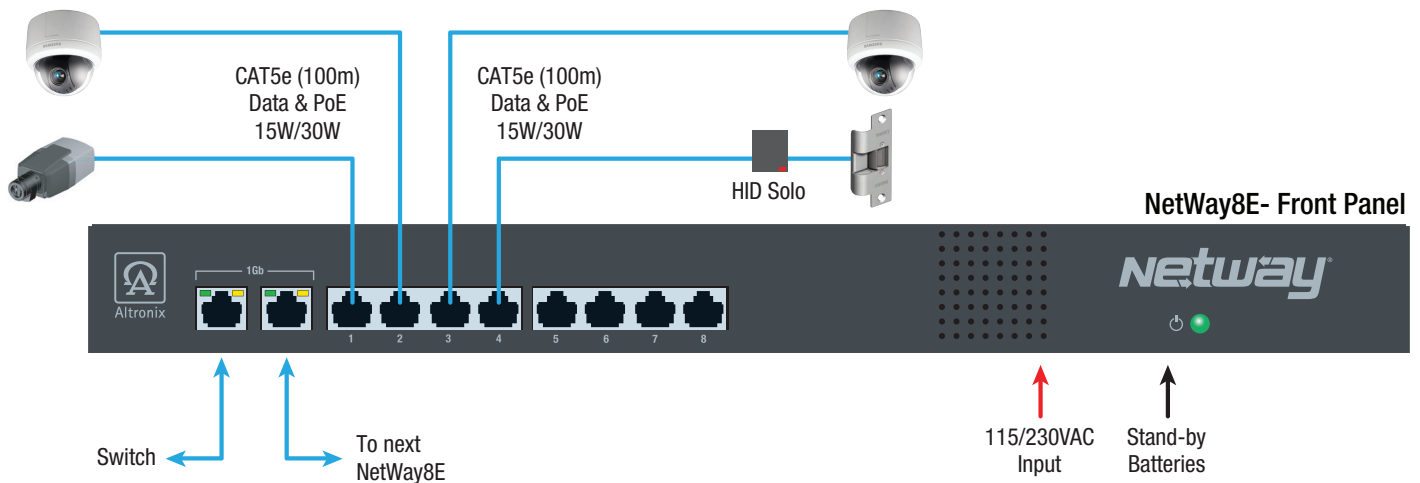 CAT5e (100m)
Data & PoE
15W/30W
CAT5e (100m)
Data & PoE
15W/30W
HID Solo
NetWay8E- Front Panel
1Gb
Altronix
Netway
1 2 3 4 5 6 7 8
Switch
To next
NetWay8E
115/230VAC
Input
Stand-by
Batteries